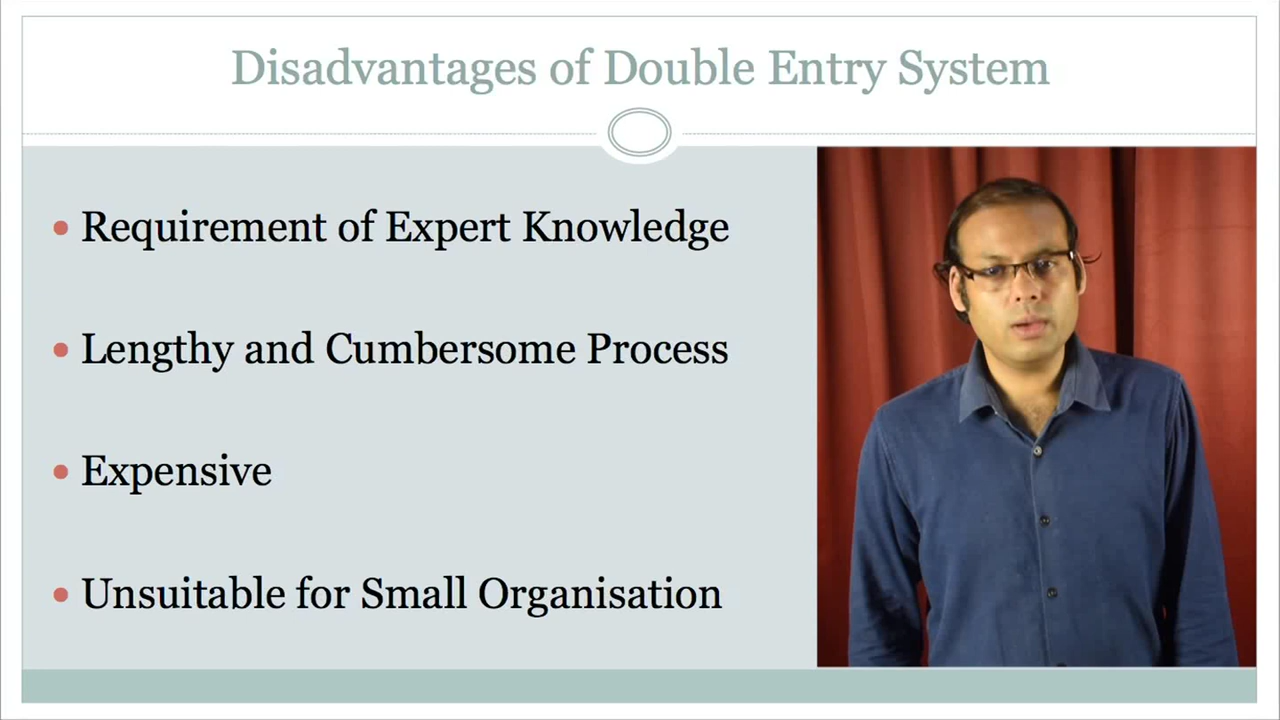 Disadvantages of Double Entry System
Requirement of Expert Knowledge
Lengthy and Cumbersome Process
Expensive
Unsuitable for Small Organisation